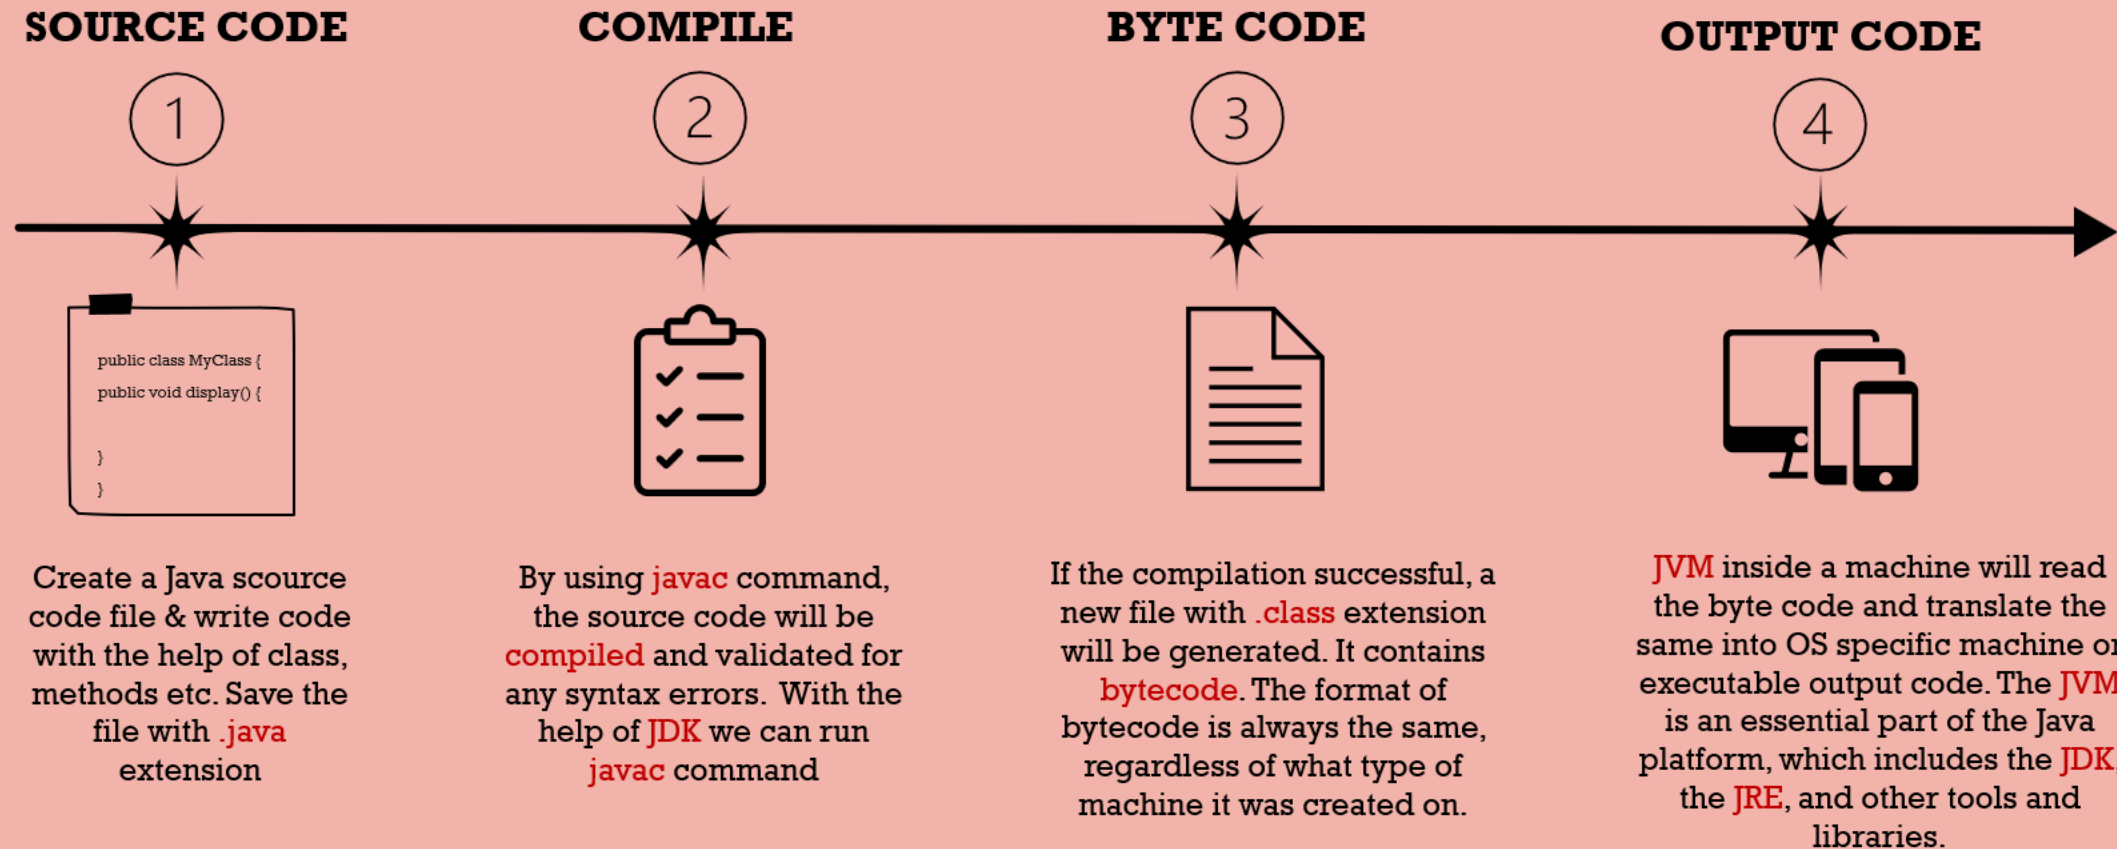 SOURCE CODE
1
public class MyClass {
public void display() {
}
}
Create a Java scource
code file & write code
with the help of class,
methods etc. Save the
file with .java
extension
COMPILE
2
By using javac command,
the source code will be
compiled and validated for
any syntax errors. With the
help of JDK we can run
javac command
BYTE CODE
3
If the compilation successful, a
new file with .class extension
will be generated. It contains
bytecode. The format of
bytecode is always the same,
regardless of what type of
machine it was created on.
OUTPUT CODE
4
JVM inside a machine will read
the byte code and translate the
same into OS specific machine or
executable output code. The JVM
is an essential part of the Java
platform, which includes the JDK,
the JRE, and other tools and
libraries.